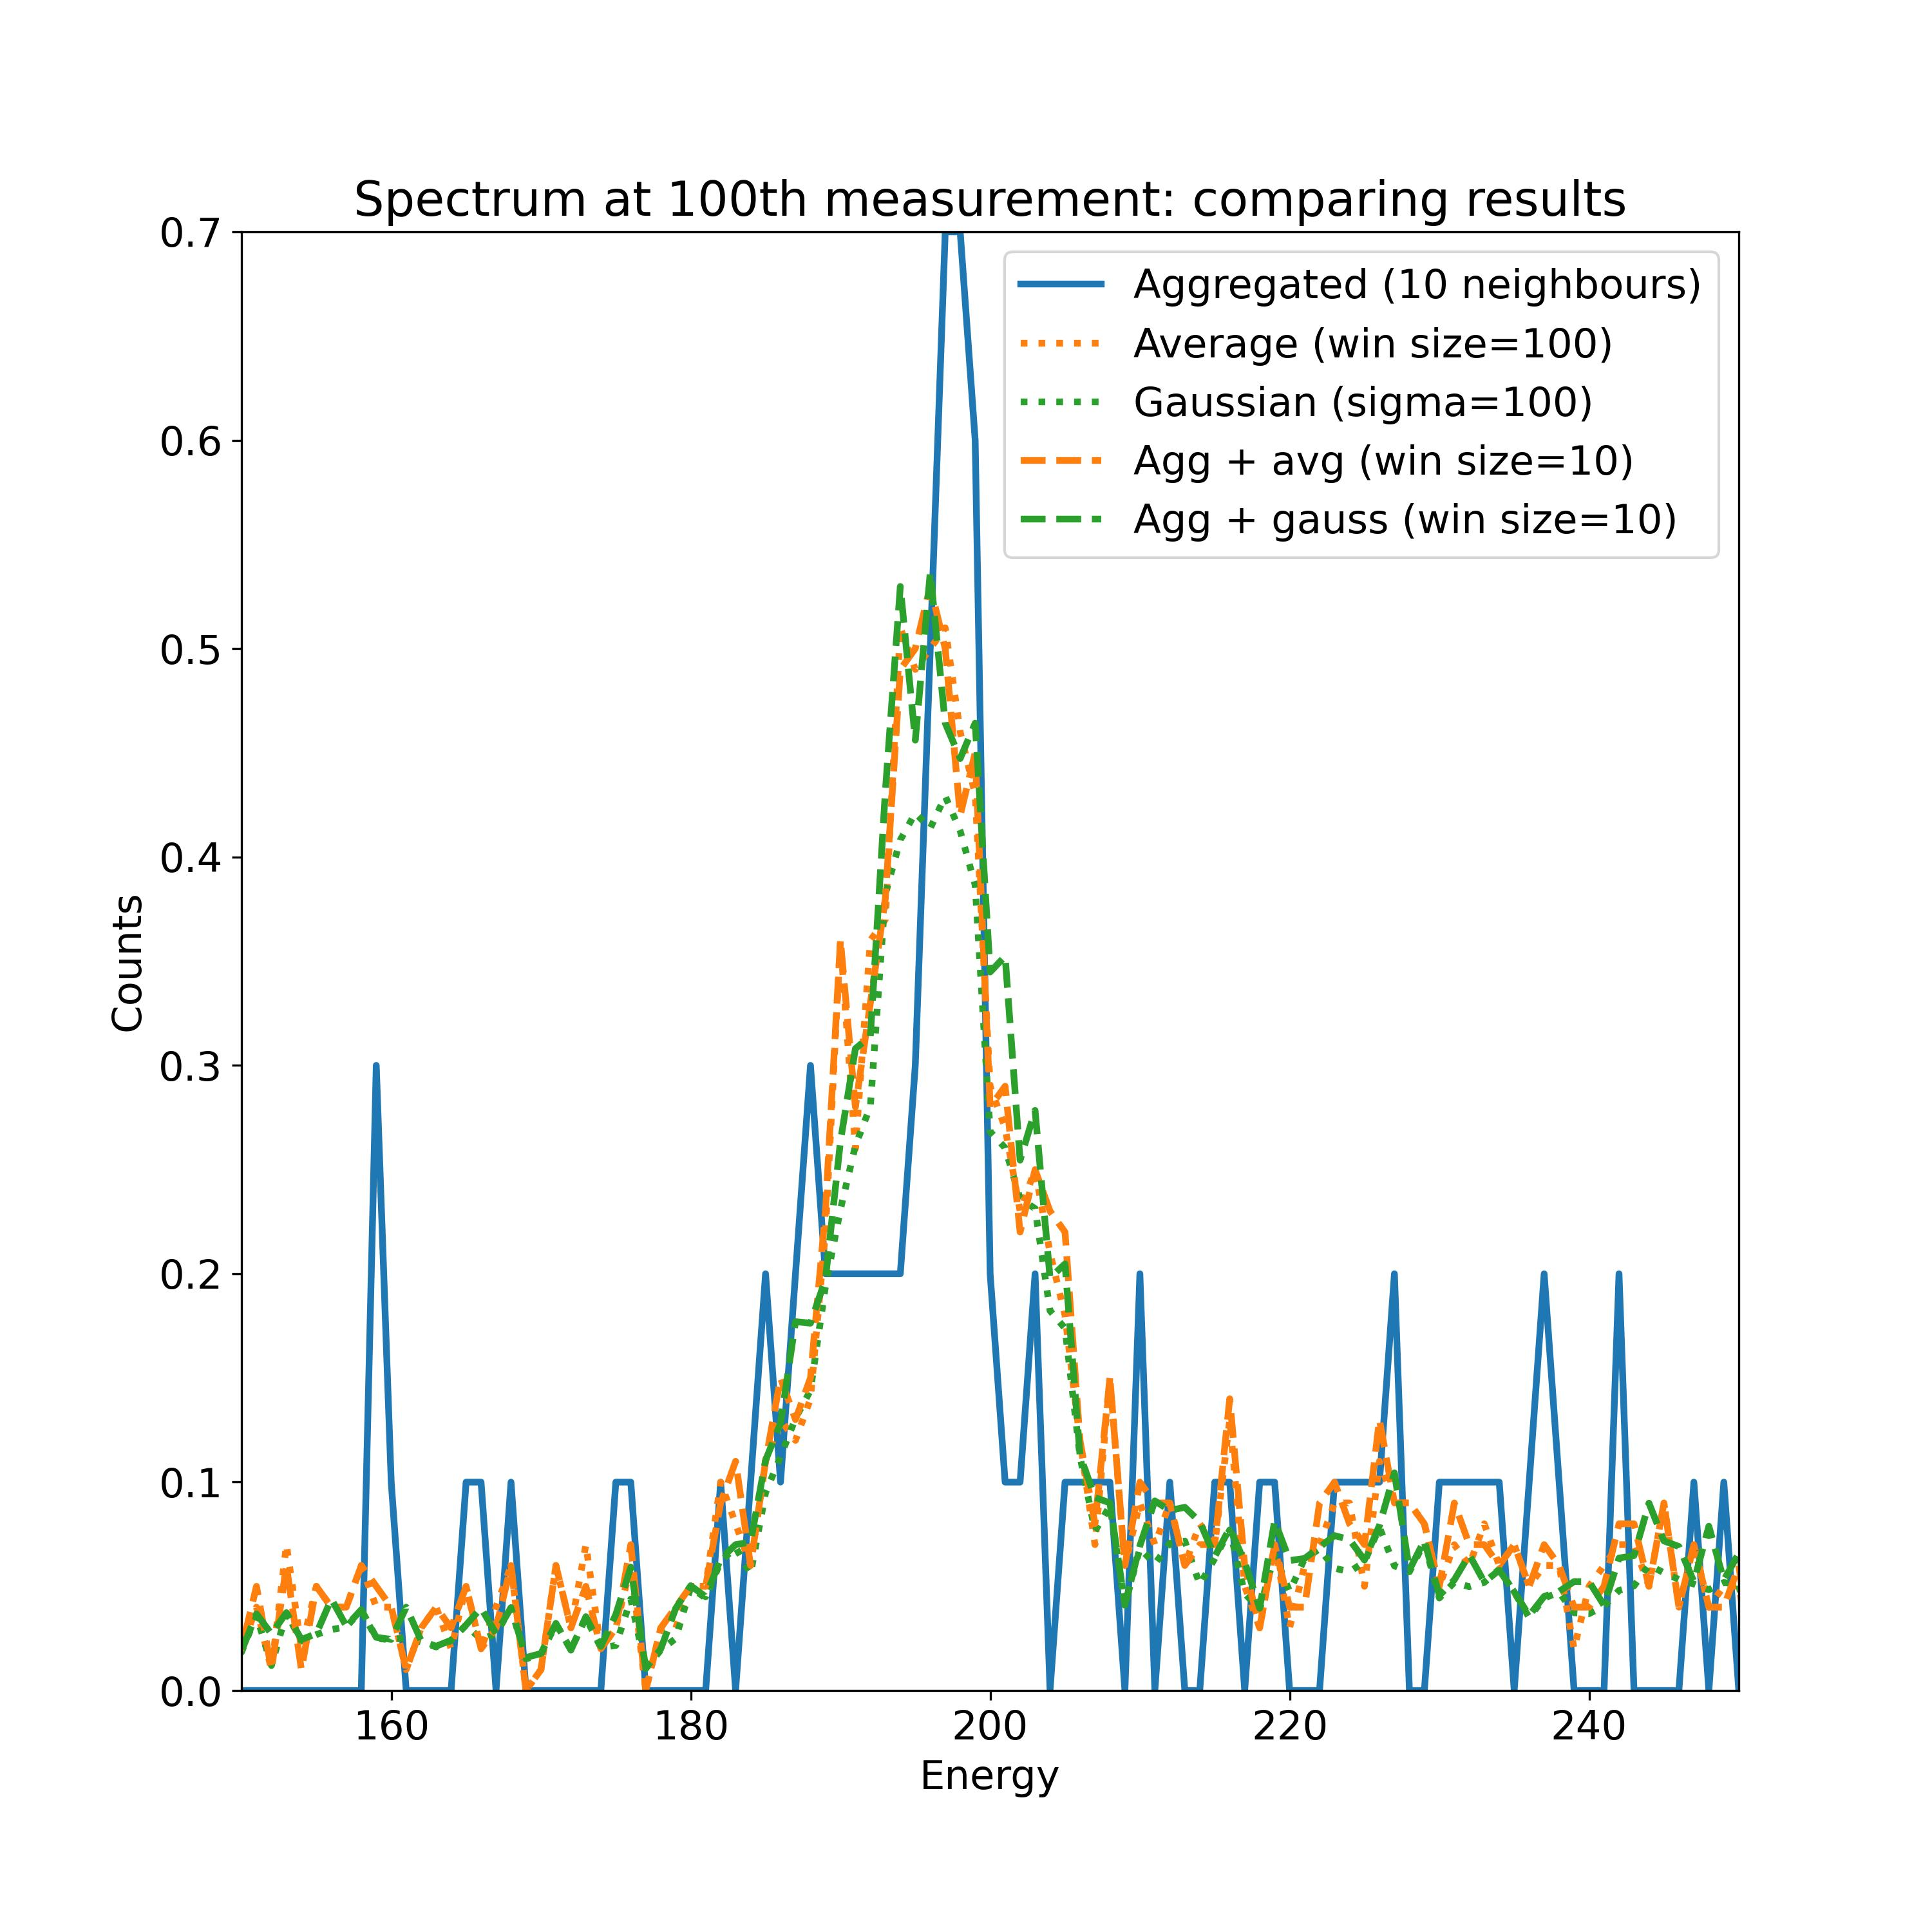 Spectrum at 100th measurement: comparing results
0.7
0.6
0.5
0.4
0.3
0.2
0.1
0.0
Counts
Aggregated (10 neighbours)
Average (win size=100)
Gaussian (sigma=100)
Agg + avg (win size=10)
Agg + gauss (win size=10)
160 180 200 220 240
Energy